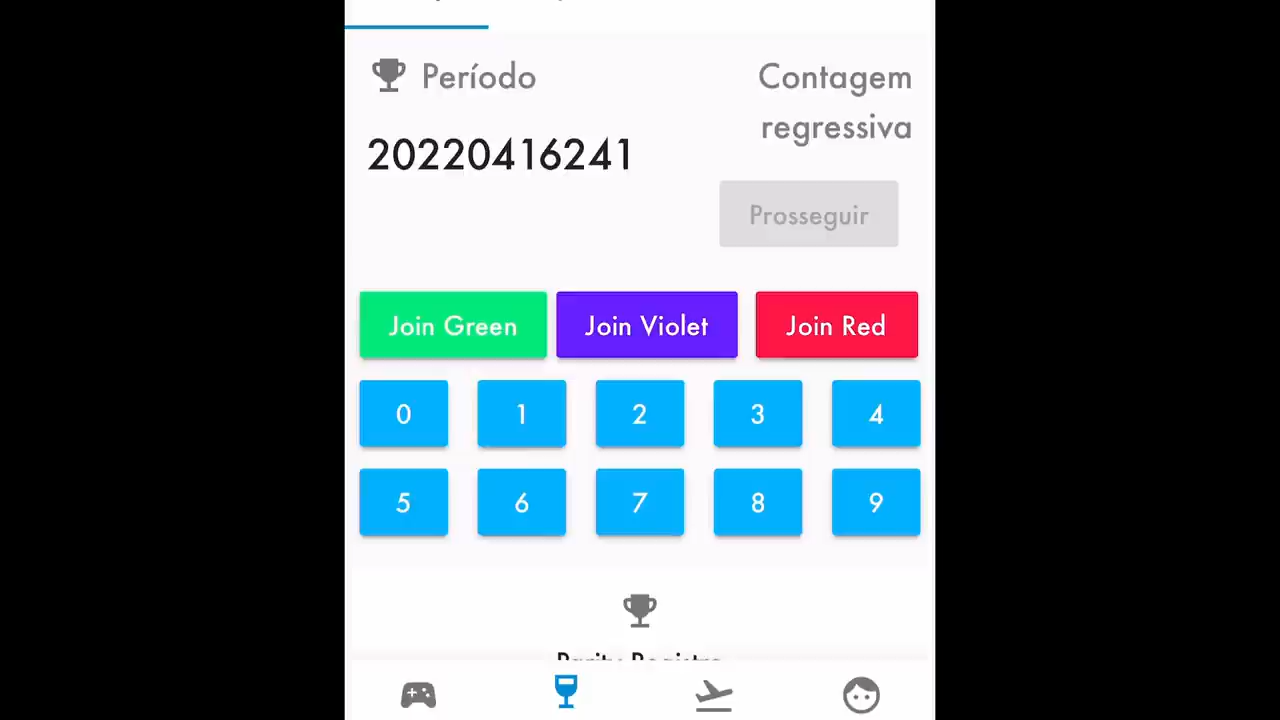 Período
Contagem
regressiva
20220416241
Prosseguir
Join Green
Join Violet
Join Red
0
1
2
3
4
5
6
7
8
9